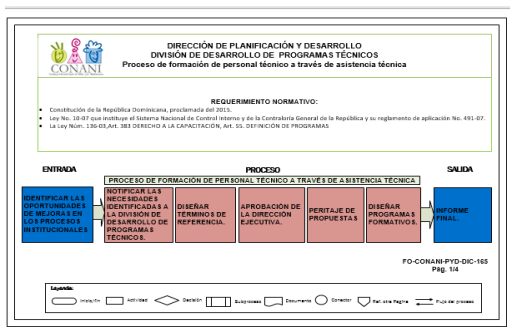 CONANI
DIRECCIÓN DE PLANIFICACIÓN Y DESARROLLO
DIVISIÓN DE DESARROLLO DE PROGRAMAS TÉCNICOS
Proceso de formación de personal técnico a través de asistencia técnica
REQUERIMIENTO NORMATIVO:
• Constitución de la República Dominicana, proclamada del 2015.
• Ley No. 10-07 que instituye el Sistema Nacional de Control Interno y de la Contraloría General de la República y su reglamento de aplicación No. 491-07.
• La Ley Núm. 136-03,Art. 383 DERECHO A LA CAPACITACIÓN, Art. 55. DEFINICIÓN DE PROGRAMAS
ENTRADA
PROCESO
SALIDA
PROCESO DE FORMACIÓN DE PERSONAL TÉCNICO A TRAVÉS DE ASISTENCIA TÉCNICA
IDENTIFICAR LAS
OPORTUNIDADES
DE MEJORAS EN
LOS PROCESOS
INSTITUCIONALES
NOTIFICAR LAS
NECESIDADES
IDENTIFICADAS A
LA DIVISIÓN DE
DESARROLLO DE
PROGRAMAS
TÉCNICOS.
DISEÑAR
TÉRMINOS DE
REFERENCIA.
APROBACIÓN DE
LA DIRECCIÓN
EJECUTIVA.
PERITAJE DE
PROPUESTAS
DISEÑAR
PROGRAMAS
FORMATIVOS.
INFORME
FINAL.
FO-CONANI-PYD-DIC-165
Pág. 1/4
Leyenda:
Inicio/fin
Actividad
Decisión
Subproceso
Documento
Conector
Ref. otra Pagina
Flujo del proceso